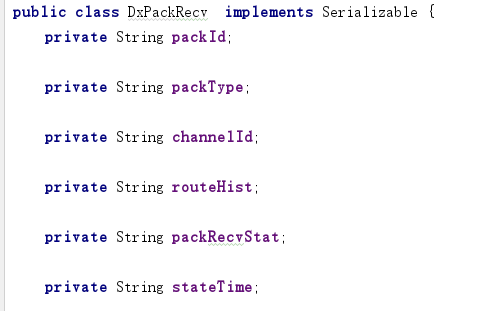 public class DxPackRecv  implements Serializable {
private String packId;
private String packType;
private String channelId;
private String routeHist;
private String packRecvStat;
private String stateTime;